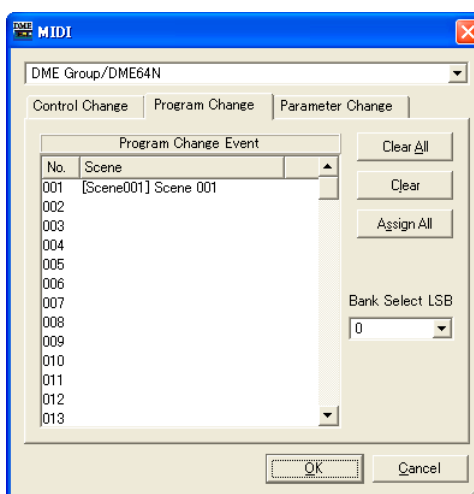 DME MIDI
DME Group/DME64N
Control Change Program Change Parameter Change
Program Change Event
No. Scene
001 [Scene001] Scene 001
002
003
004
005
006
007
008
009
010
011
012
013
Clear All
Clear
Assign All
Bank Select LSB
0
OK Cancel